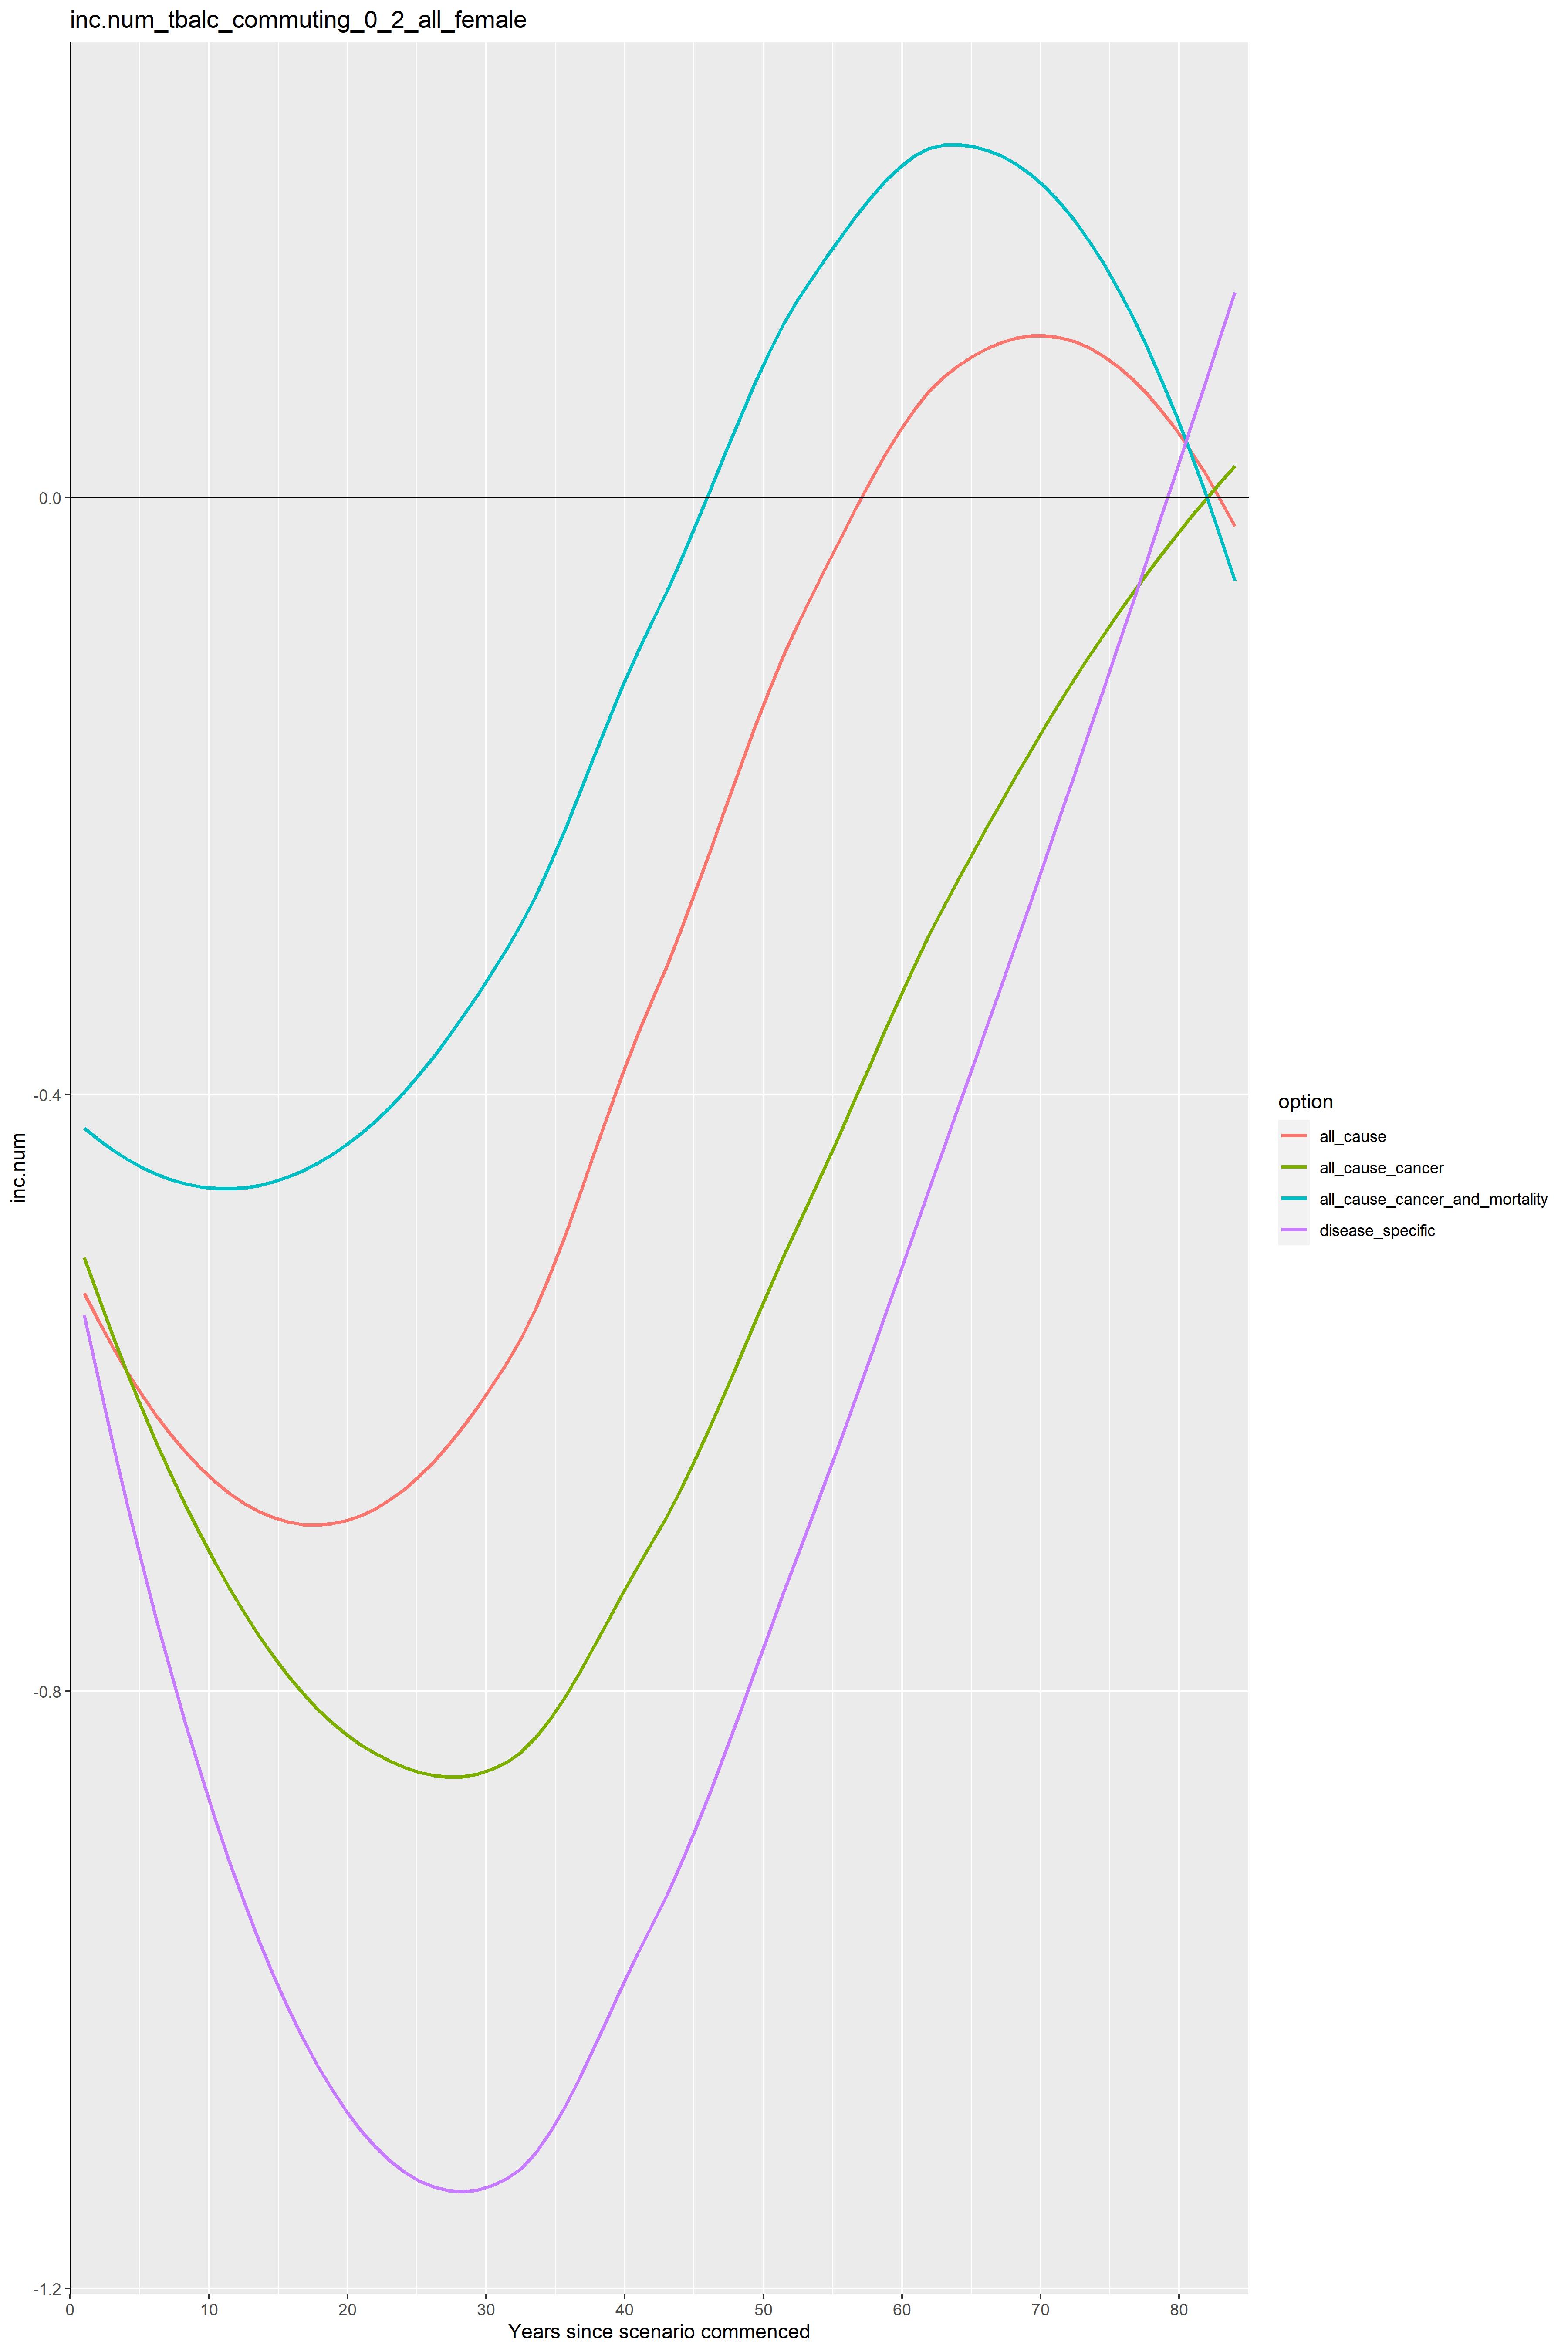 inc.num_tbalc_commuting_0_2_all_female
0.0
-0.4
-0.8
-1.2
inc.num
0 10 20 30 40 50 60 70 80
Years since scenario commenced
option
all_cause
all_cause_cancer
all_cause_cancer_and_mortality
disease_specific